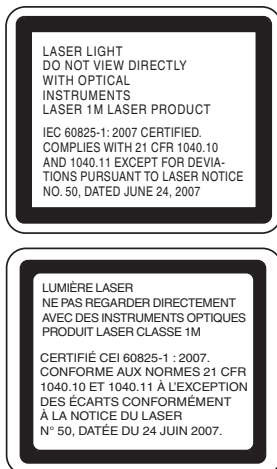 LASER LIGHT
DO NOT VIEW DIRECTLY
WITH OPTICAL
INSTRUMENTS
LASER 1M LASER PRODUCT
IEC 60825-1: 2007 CERTIFIED.
COMPLIES WITH 21 CFR 1040.10
AND 1040.11 EXCEPT FOR DEVIA-
TIONS PURSUANT TO LASER NOTICE
NO. 50, DATED JUNE 24, 2007
LUMIÈRE LASER
NE PAS REGARDER DIRECTEMENT
AVEC DES INSTRUMENTS OPTIQUES
PRODUIT LASER CLASSE 1M
CERTIFIÉ CEI 60825-1 : 2007.
CONFORME AUX NORMES 21 CFR
1040.10 ET 1040.11 À L'EXCEPTION
DES ÉCARTS CONFORMÉMENT
À LA NOTICE DU LASER
N° 50, DATÉE DU 24 JUIN 2007.